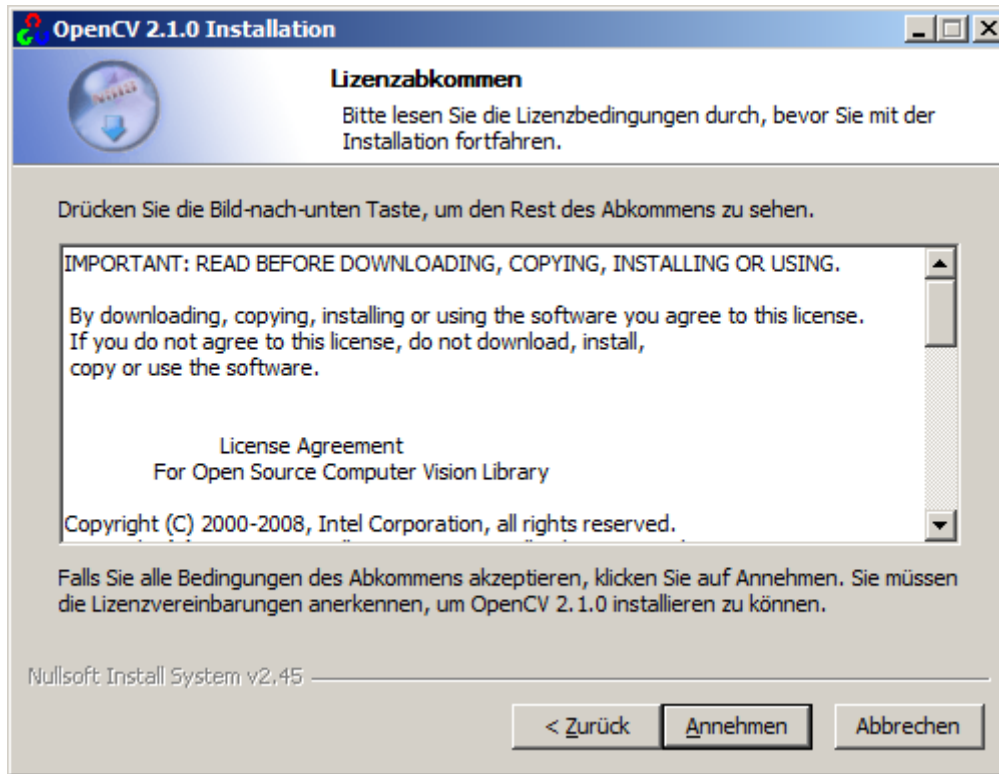 OpenCV 2.1.0 Installation
Lizenzabkommen
Bitte lesen Sie die Lizenzbedingungen durch, bevor Sie mit der
Installation fortfahren.
Drücken Sie die Bild-nach-unten Taste, um den Rest des Abkommens zu sehen.
IMPORTANT: READ BEFORE DOWNLOADING, COPYING, INSTALLING OR USING.
By downloading, copying, installing or using the software you agree to this license.
If you do not agree to this license, do not download, install,
copy or use the software.
License Agreement
For Open Source Computer Vision Library
Copyright (C) 2000-2008, Intel Corporation, all rights reserved.
Falls Sie alle Bedingungen des Abkommens akzeptieren, klicken Sie auf Annehmen. Sie müssen
die Lizenzvereinbarungen anerkennen, um OpenCV 2.1.0 installieren zu können.
Nullsoft Install System v2.45
< Zurück Annehmen Abbrechen